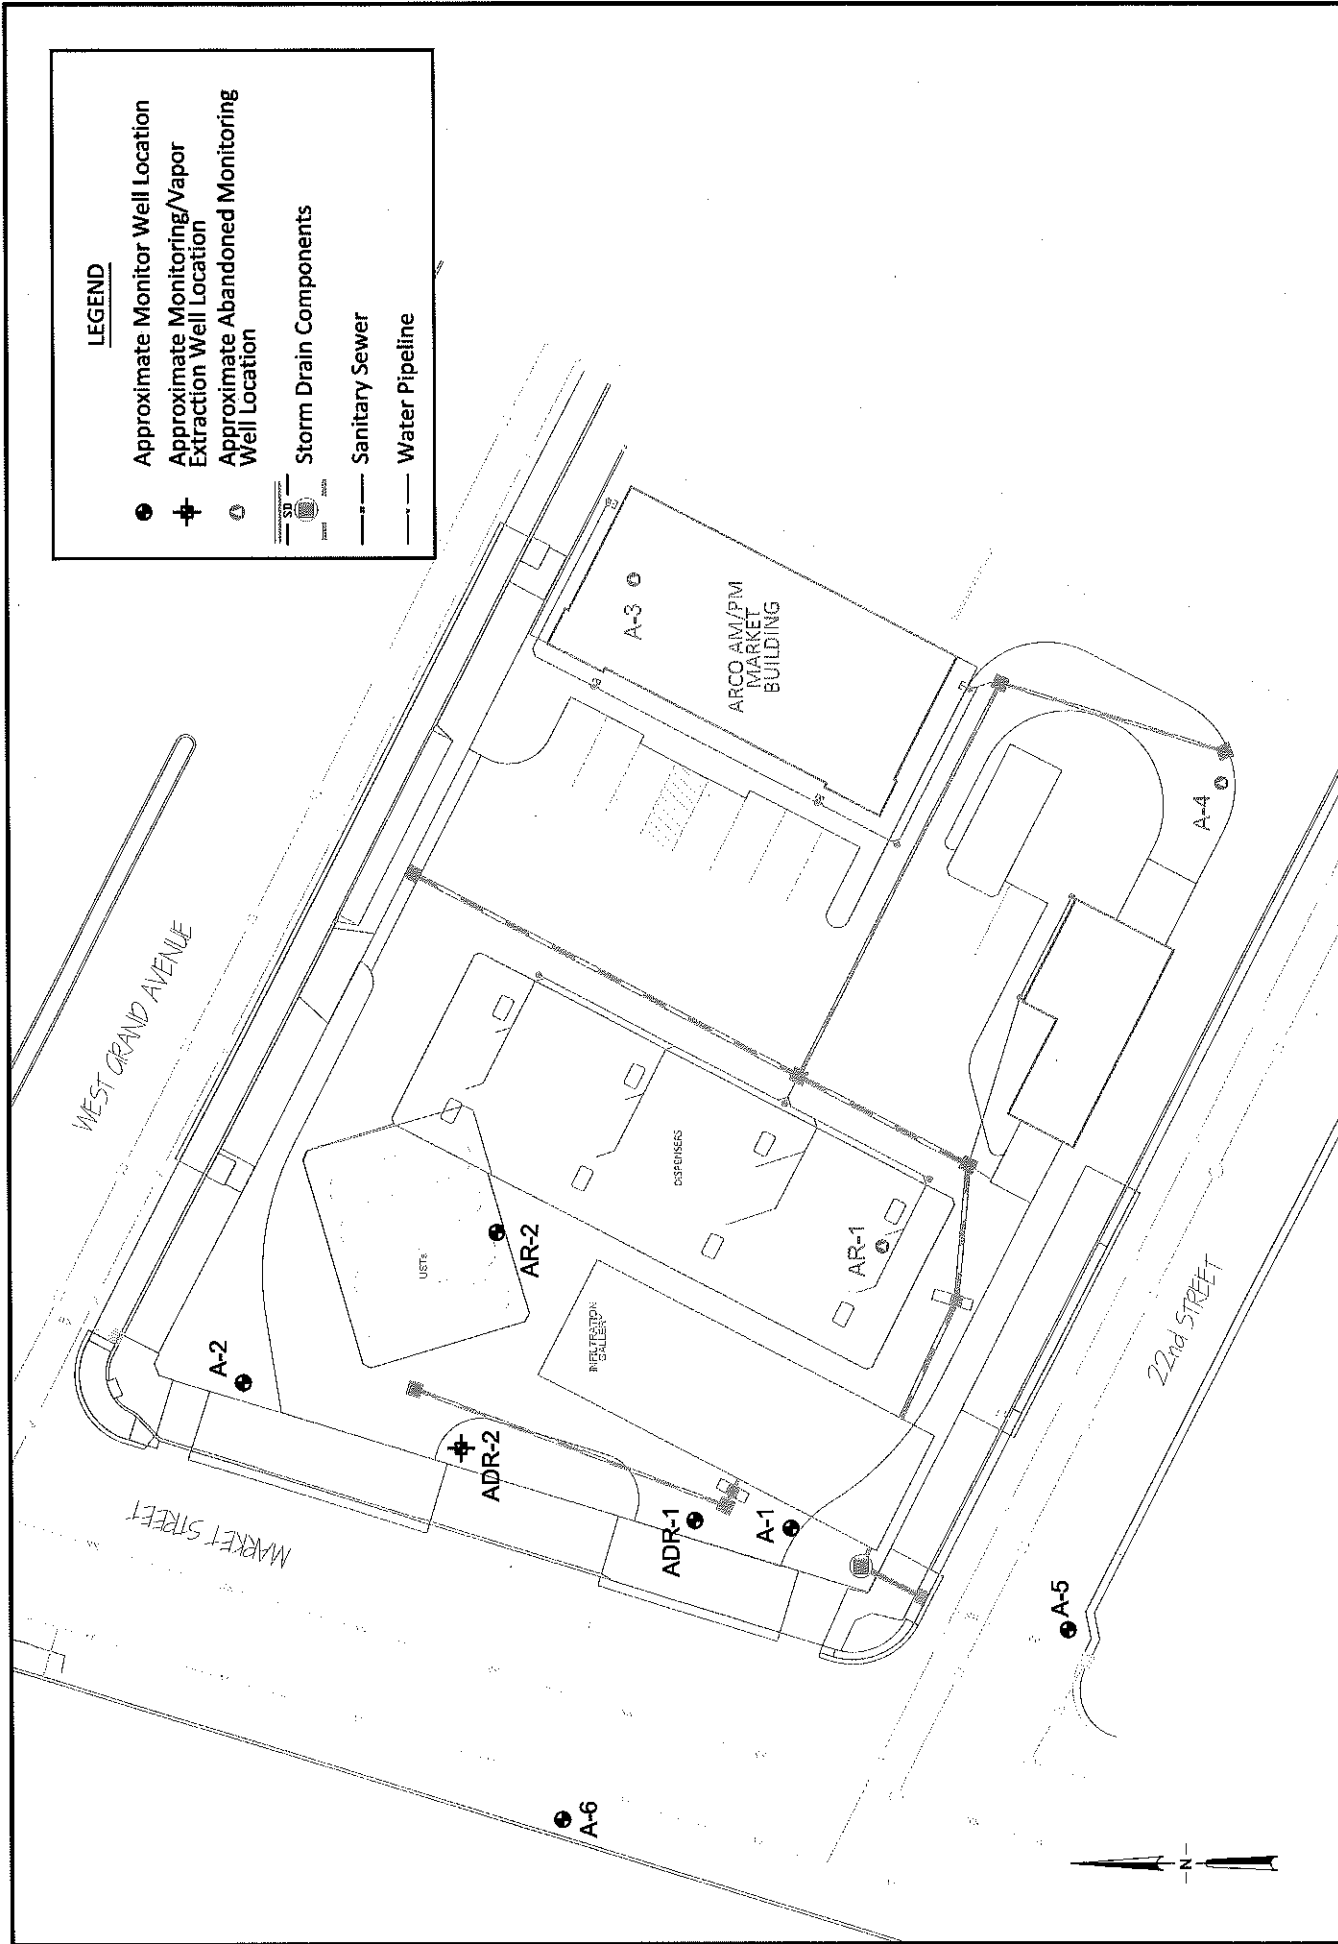 LEGEND
Approximate Monitor Well Location
Approximate Monitoring/Vapor
Extraction Well Location
Approximate Abandoned Monitoring
Well Location
SD
Storm Drain Components
Sanitary Sewer
Water Pipeline
WEST GRAND AVENUE
MARKET STREET
22nd STREET
A-3
ARCO AM/PM
MARKET
BUILDING
A-4
DISPENSERS
USTs
AR-2
INFILTRATION
GALLERY
AR-1
A-2
ADR-2
ADR-1
A-1
A-5
A-6
N